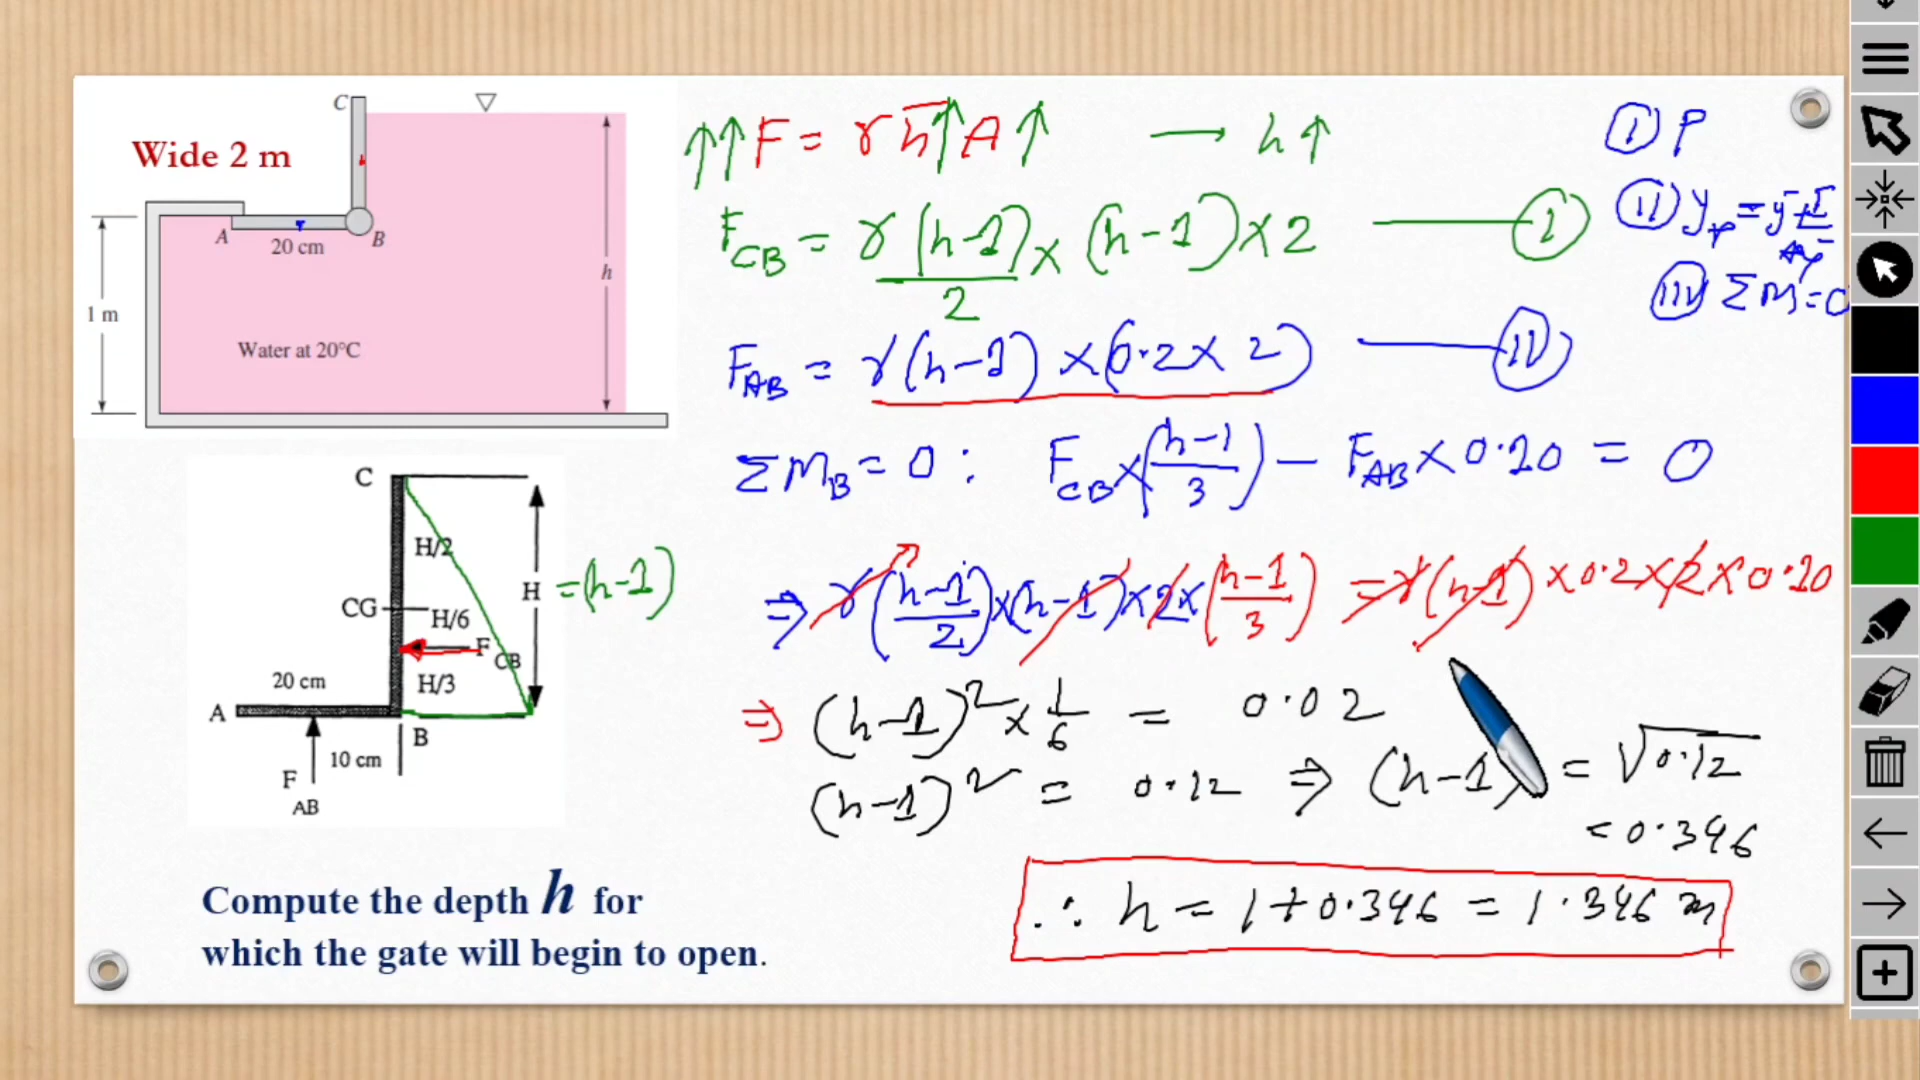 C
Wide 2 m
A
20 cm
B
h
1 m
Water at 20°C
C
H/2
H
= (h-1)
CG
H/6
F
CB
H/3
20 cm
A
B
10 cm
F
AB
Compute the depth h for
which the gate will begin to open.
↑↑ F = γ h̅↑ A ↑ → h ↑
F_CB = γ (h-1)/2 × (h-1) × 2 — I
F_AB = γ (h-1) × (0.2 × 2) — II
ΣM_B = 0 : F_CB × (h-1/3) - F_AB × 0.10 = 0
⇒ γ (h-1/2) × (h-1) × 2 × (h-1/3) = γ (h-1) × 0.2 × 2 × 0.10
⇒ (h-1)² × 1/6 = 0.02
(h-1)² = 0.12 ⇒ (h-1) = √0.12
= 0.346
∴ h = 1 + 0.346 = 1.346 m
I P
II y_p = y̅ + I/Ay̅
III ΣM = 0